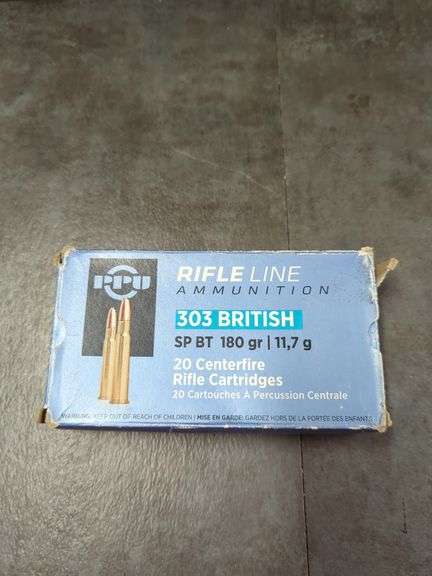 PPU
RIFLE LINE
AMMUNITION
303 BRITISH
SP BT 180 gr | 11,7 g
20 Centerfire
Rifle Cartridges
20 Cartouches À Percussion Centrale
WARNING: KEEP OUT OF REACH OF CHILDREN / MISE EN GARDE: GARDEZ HORS DE LA PORTÉE DES ENFANTS